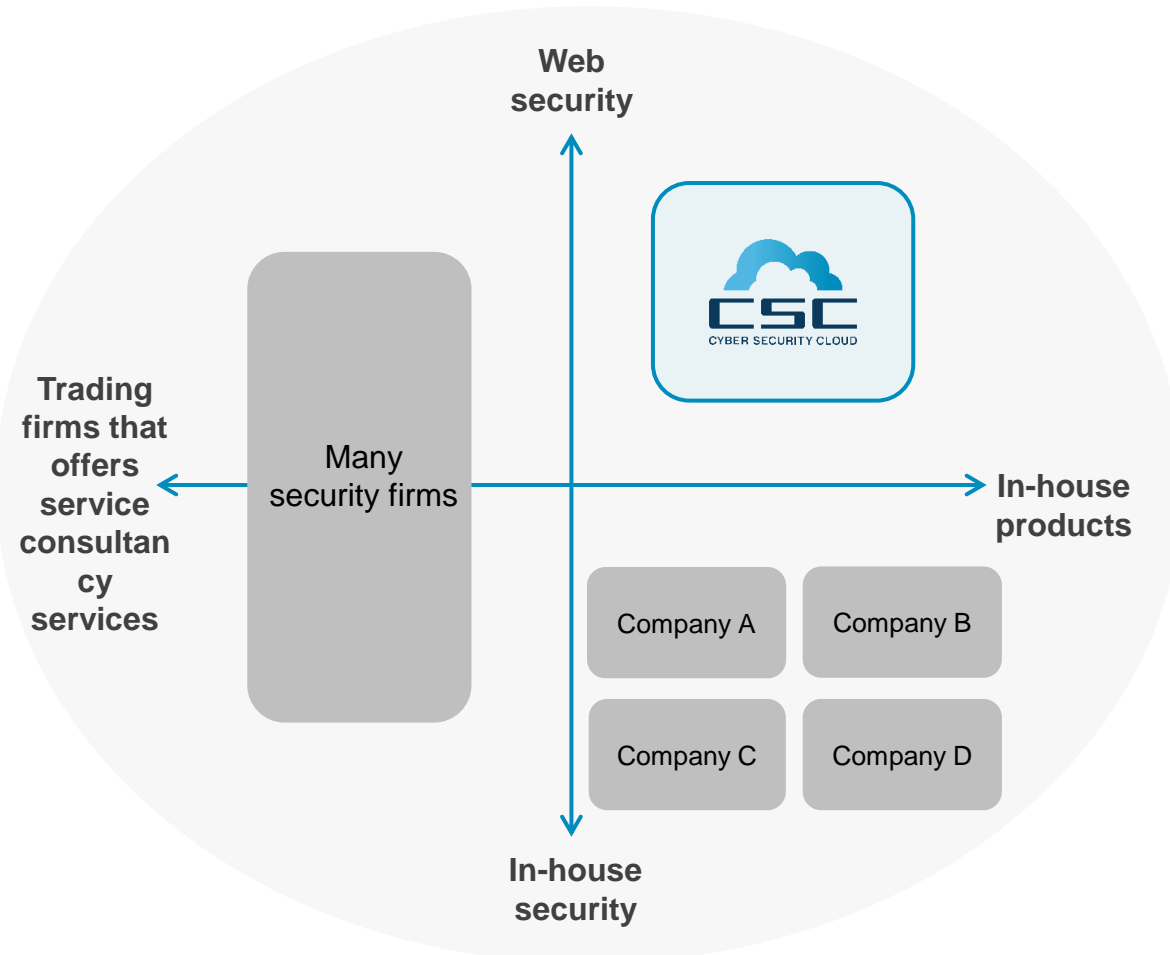 Web
security
CSC
CYBER SECURITY CLOUD
Trading
firms that
offers
service
consultan
cy
services
Many
security firms
In-house
products
Company A
Company B
Company C
Company D
In-house
security